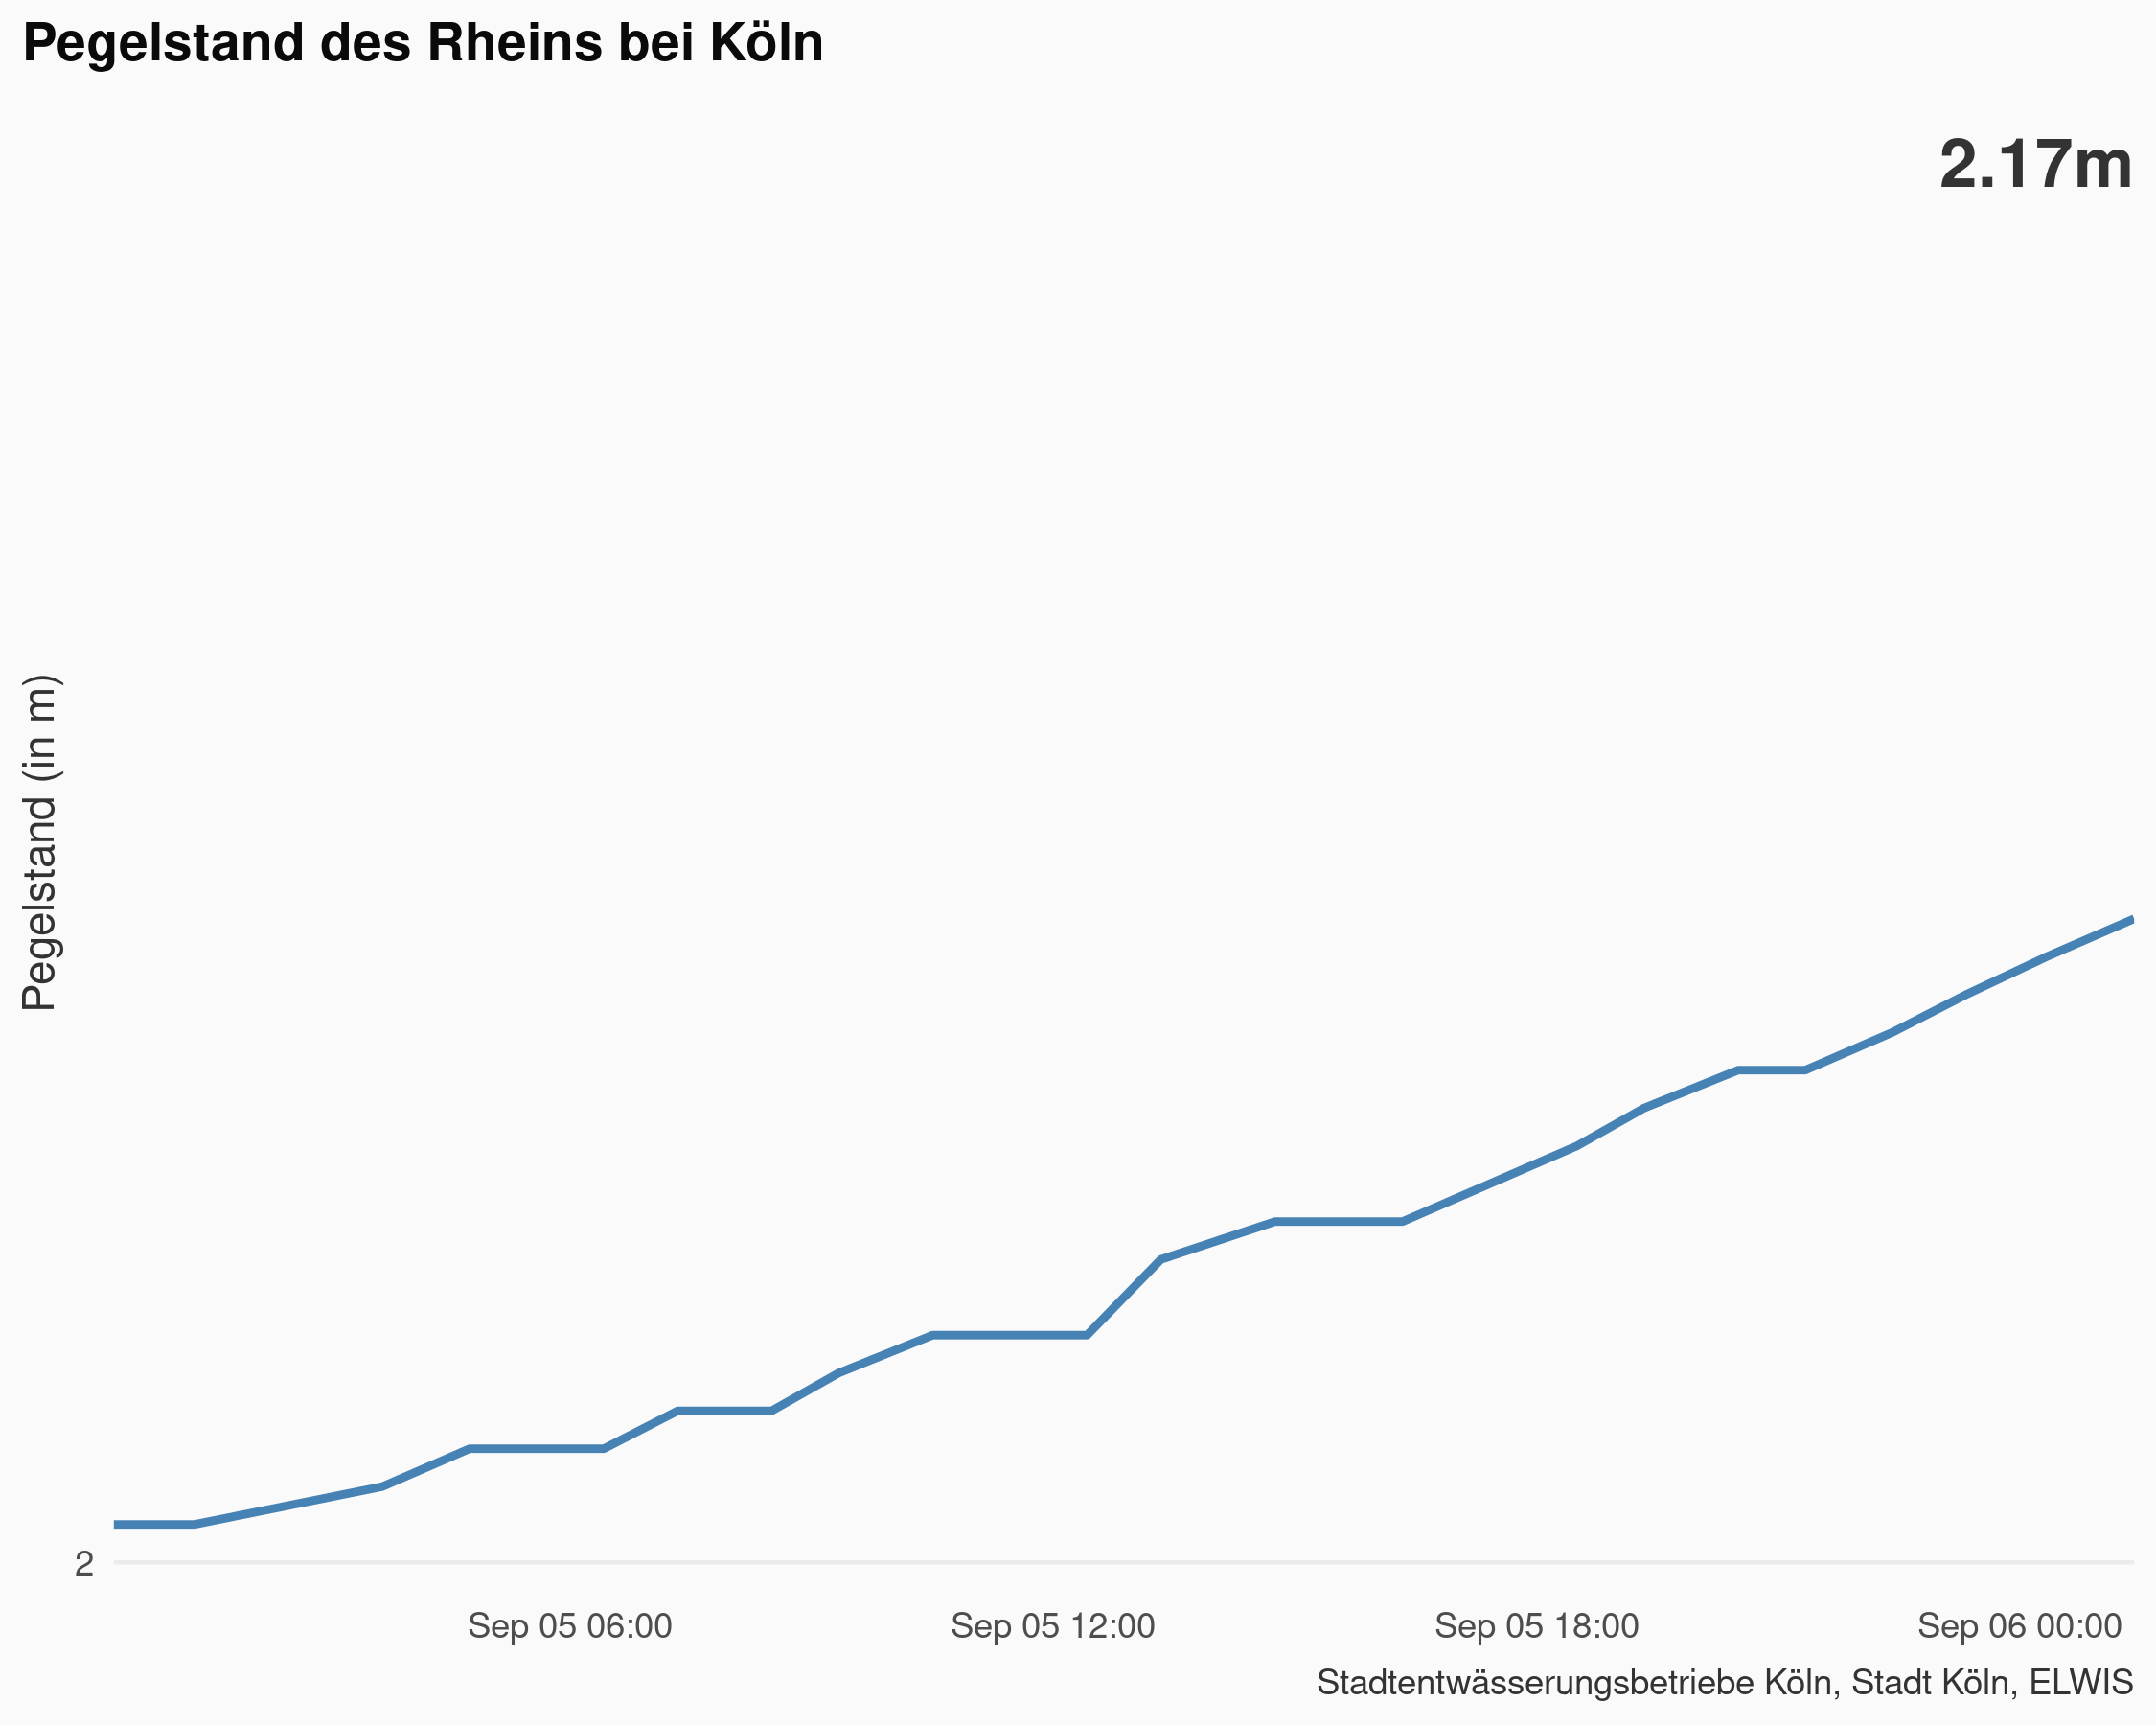 Pegelstand des Rheins bei Köln
2.17m
Pegelstand (in m)
2
Sep 05 06:00
Sep 05 12:00
Sep 05 18:00
Sep 06 00:00
Stadtentwässerungsbetriebe Köln, Stadt Köln, ELWIS